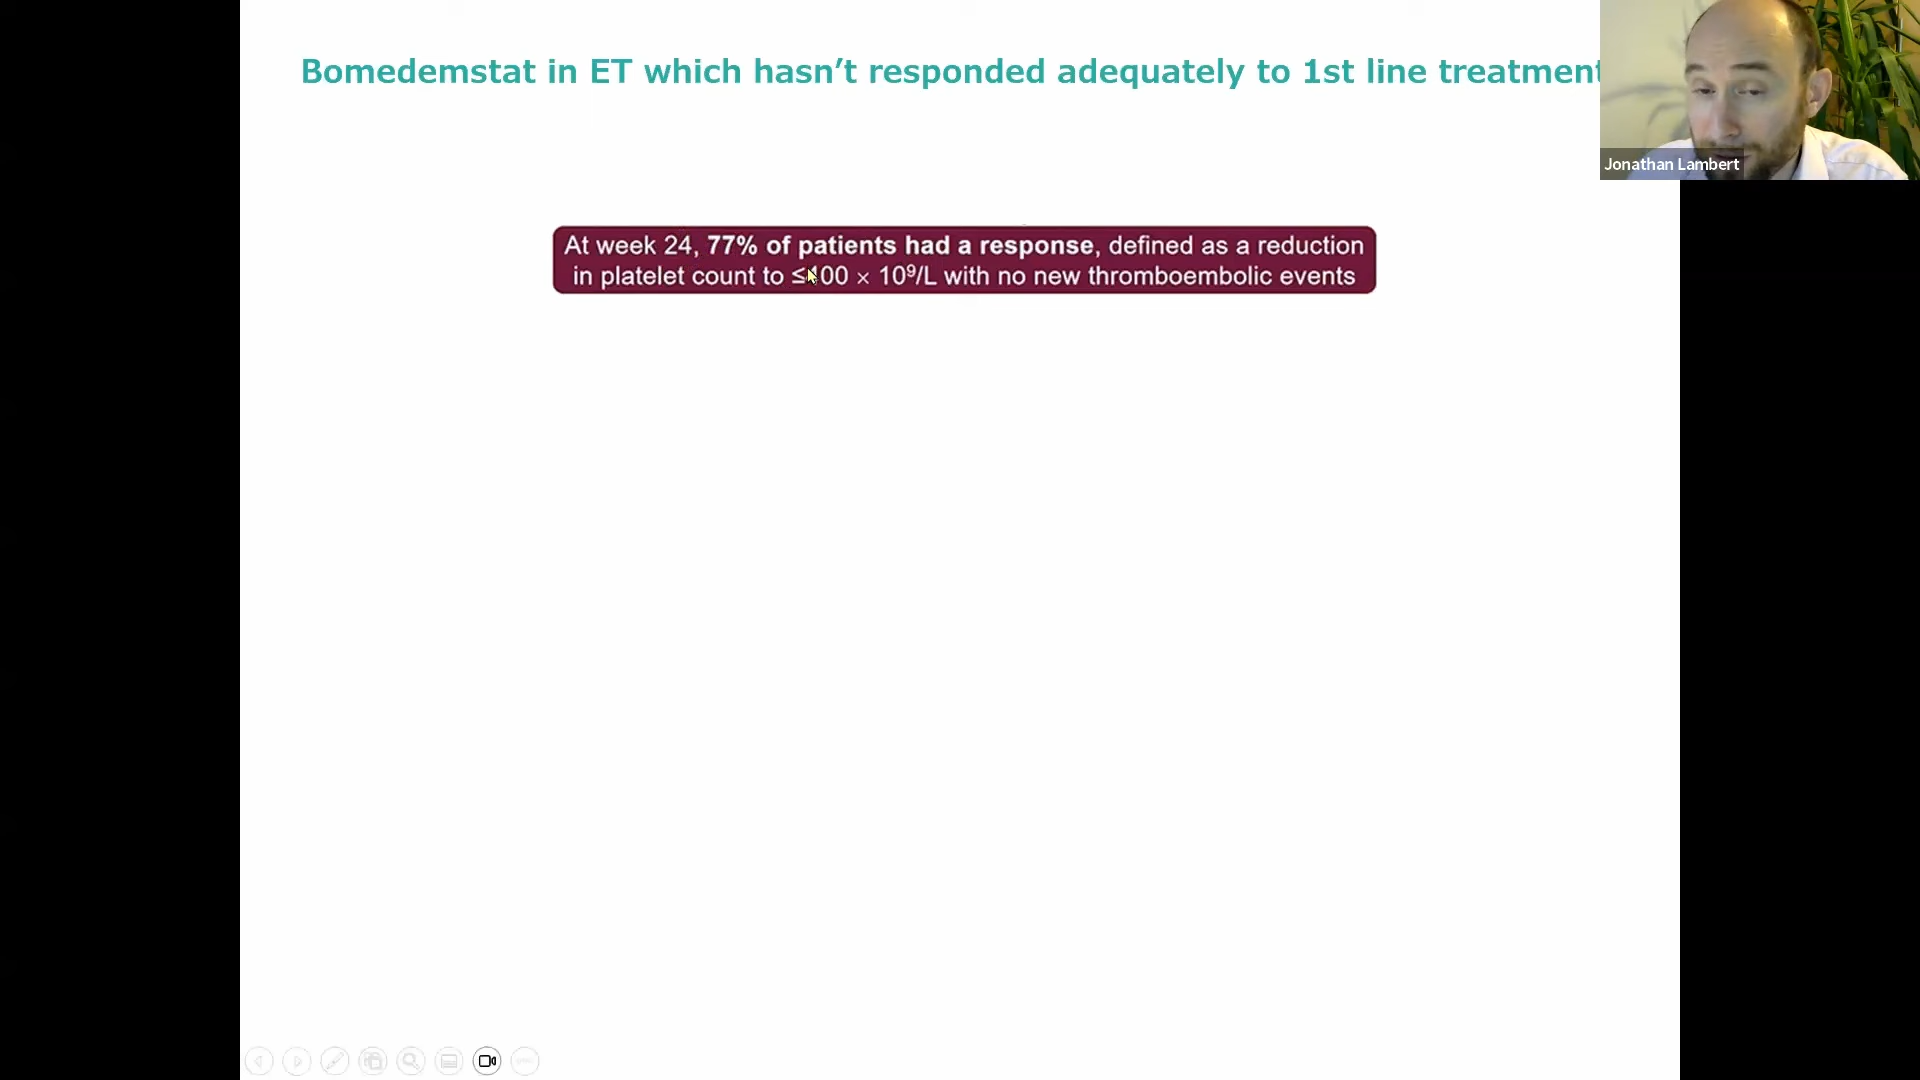 Bomedemstat in ET which hasn’t responded adequately to 1st line treatment
Jonathan Lambert
At week 24, 77% of patients had a response, defined as a reduction
in platelet count to ≤400 × 10⁹/L with no new thromboembolic events